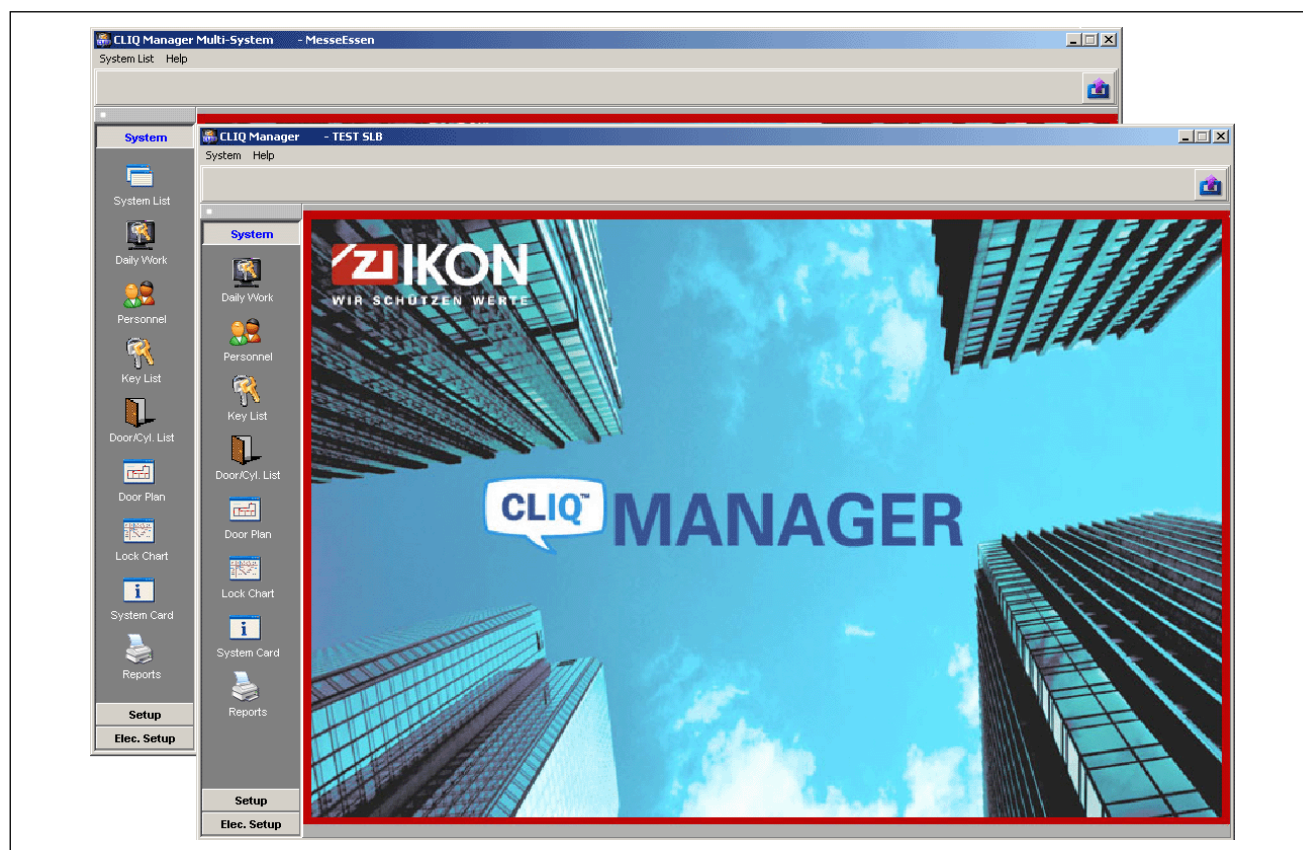 CLIQ Manager Multi-System - MesseEssen
System List Help
System
System List
Daily Work
Personnel
Key List
Door/Cyl. List
Door Plan
Lock Chart
System Card
Reports
Setup
Elec. Setup
CLIQ Manager - TEST SLB
System Help
System
Daily Work
Personnel
Key List
Door/Cyl. List
Door Plan
Lock Chart
System Card
Reports
Setup
Elec. Setup
IKON
WIR SCHÜTZEN WERTE
CLIQ™ MANAGER